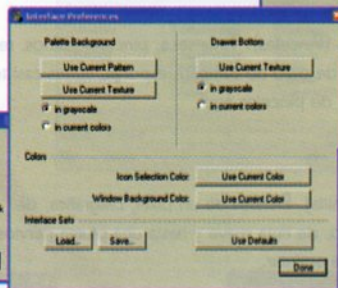 Interface Preferences
Palette Background
Drawer Bottom
Use Current Pattern
Use Current Texture
Use Current Texture
in grayscale
in current colors
in grayscale
in current colors
Colors
Icon Selection Color:
Use Current Color
Window Background Color:
Use Current Color
Interface Sets
Load...
Save...
Use Defaults
Done